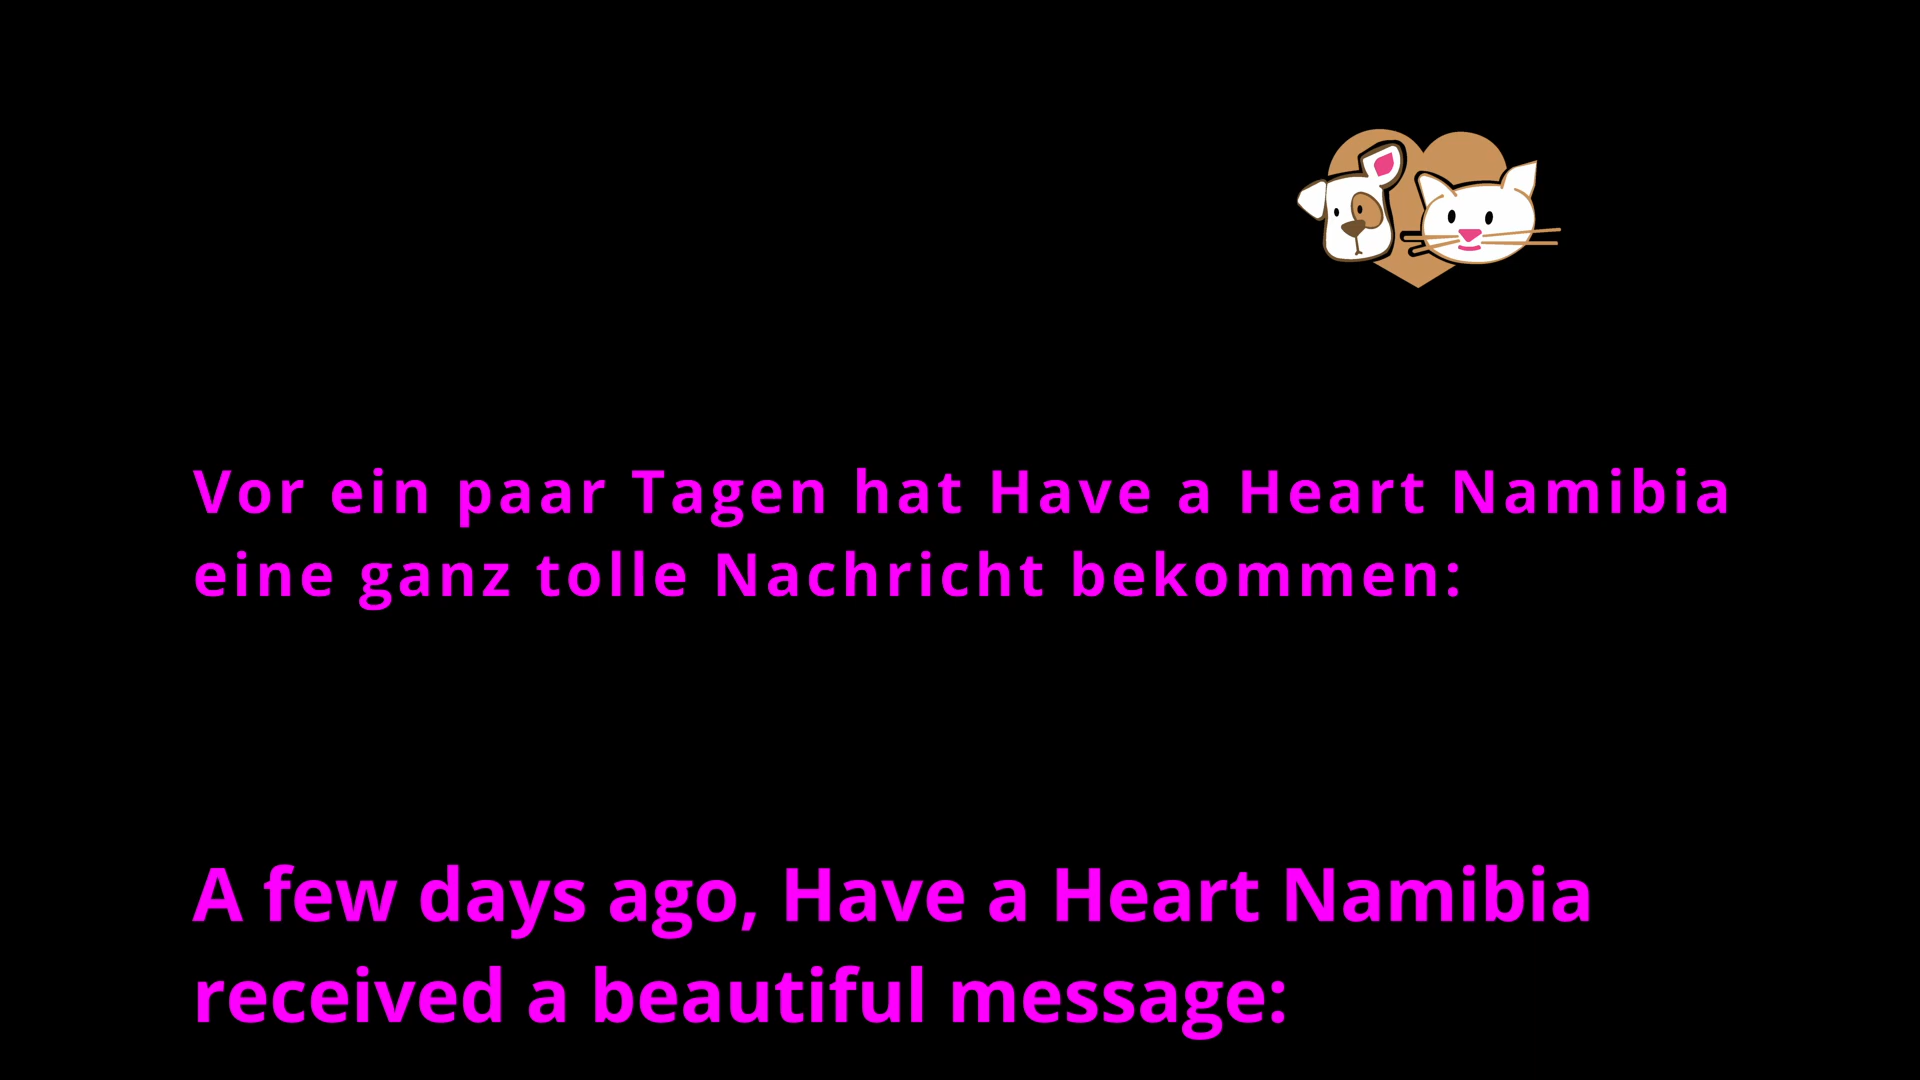 Vor ein paar Tagen hat Have a Heart Namibia
eine ganz tolle Nachricht bekommen:
A few days ago, Have a Heart Namibia
received a beautiful message: